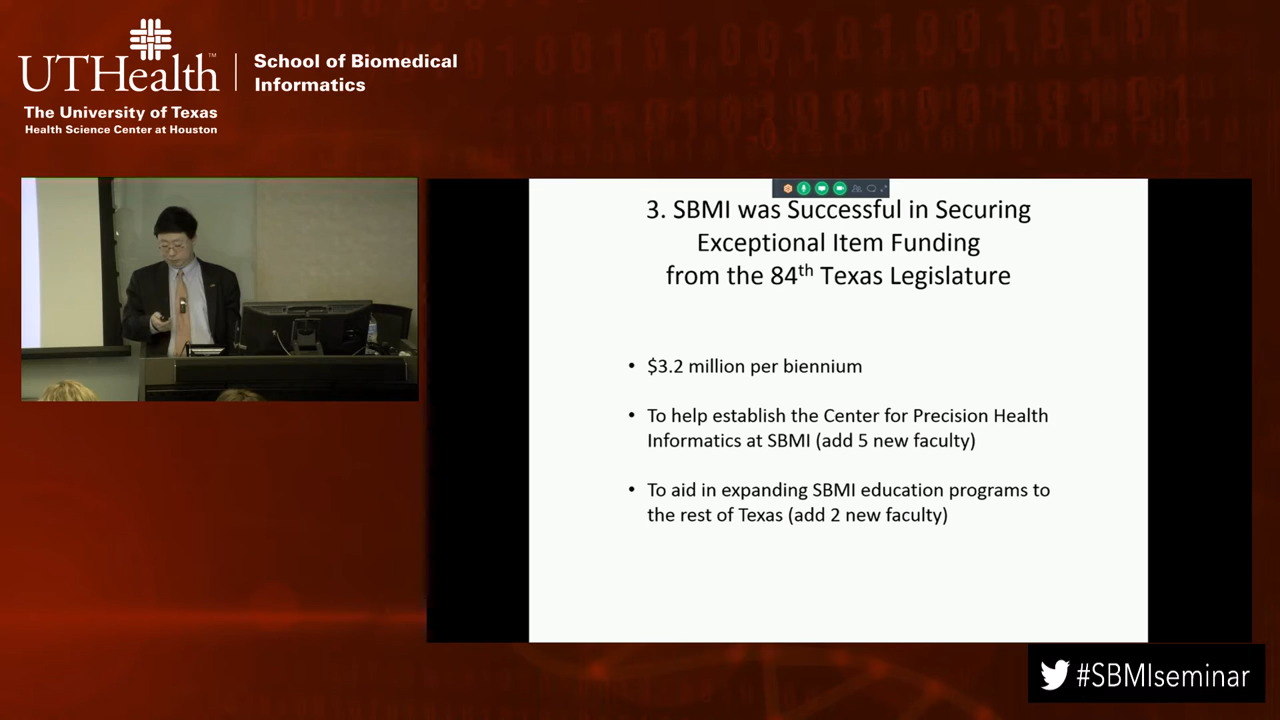 UTHealth™
School of Biomedical
Informatics
The University of Texas
Health Science Center at Houston
3. SBMI was Successful in Securing
Exceptional Item Funding
from the 84th Texas Legislature
• $3.2 million per biennium
• To help establish the Center for Precision Health
Informatics at SBMI (add 5 new faculty)
• To aid in expanding SBMI education programs to
the rest of Texas (add 2 new faculty)
#SBMIseminar